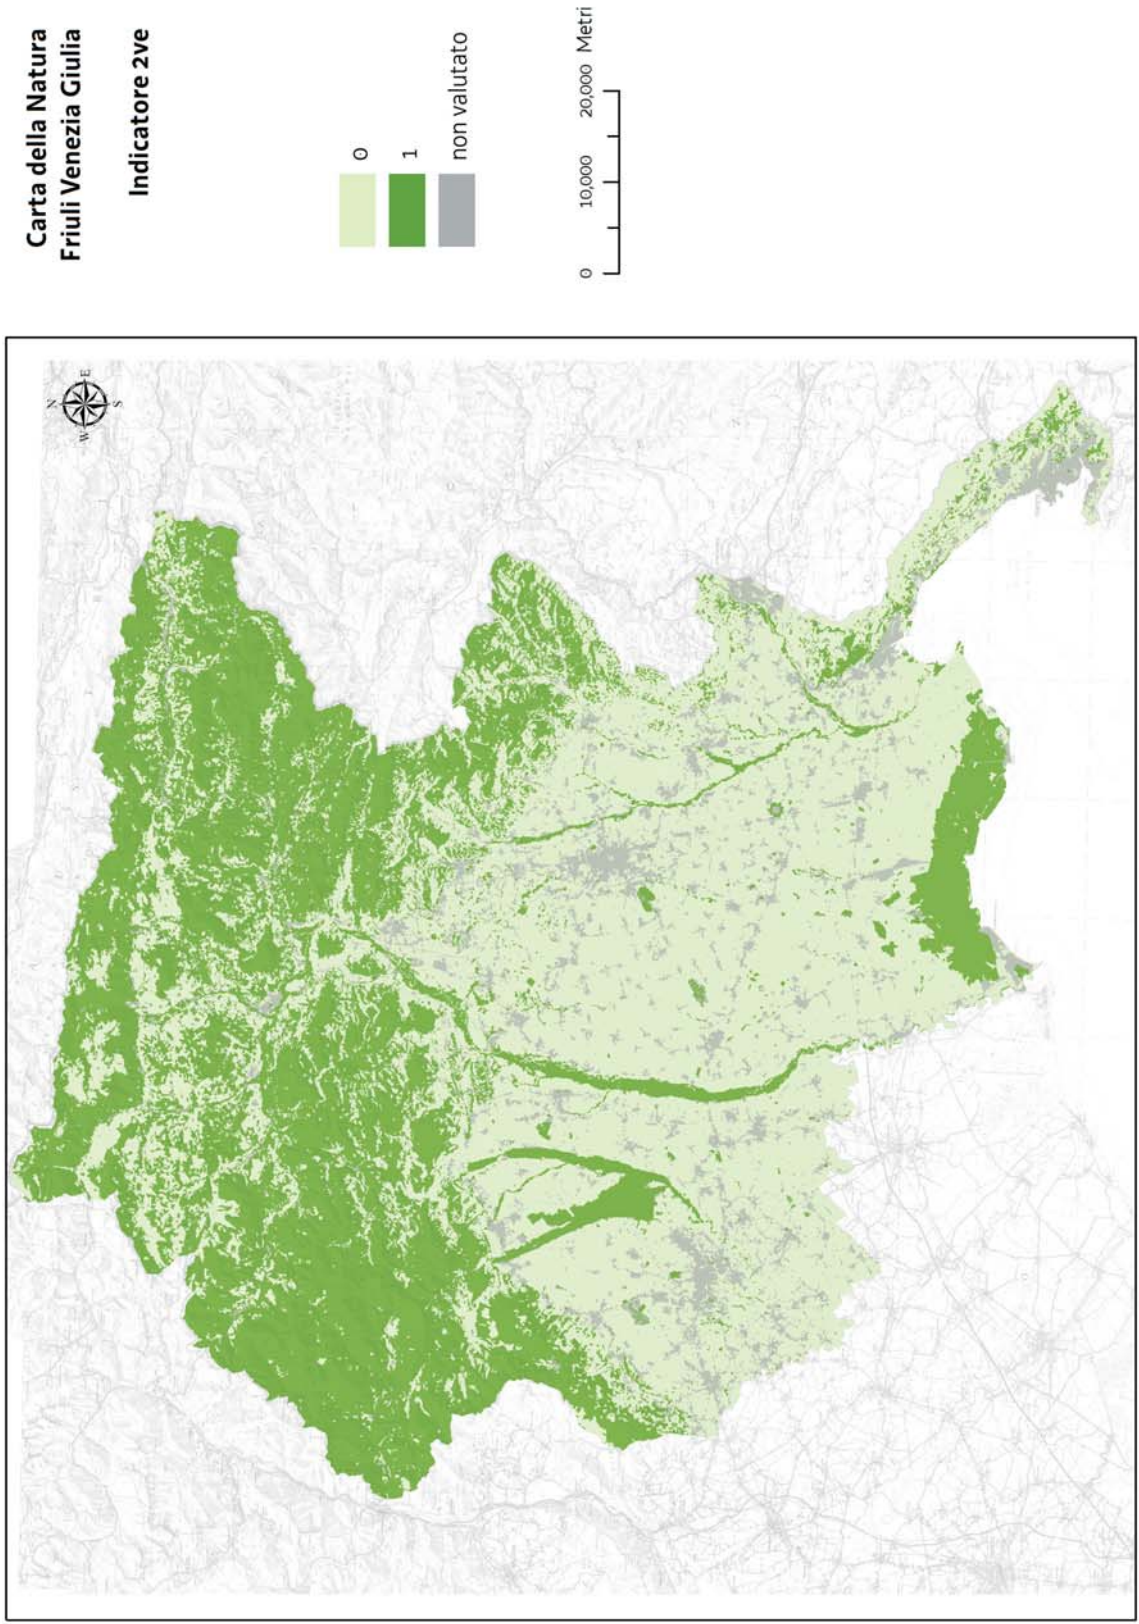 Carta della Natura
Friuli Venezia Giulia
Indicatore 2ve
0
1
non valutato
0 10,000 20,000 Metri
N
W E
S